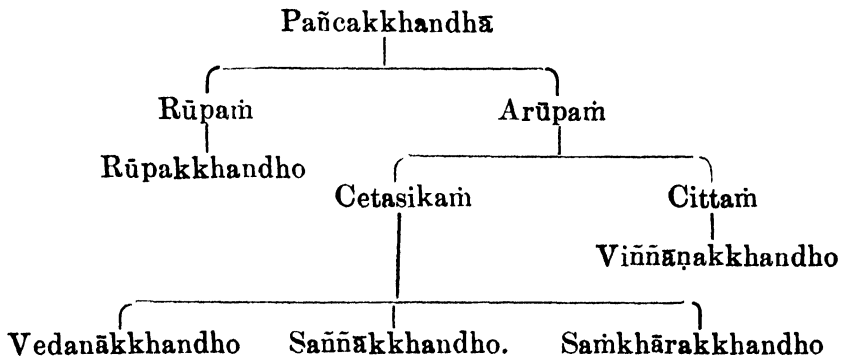 Pañcakkhandhā
Rūpaṁ Arūpaṁ
Rūpakkhandho
Cetasikaṁ Cittaṁ
Viññāṇakkhandho
Vedanākkhandho Saññākkhandho. Saṁkhārakkhandho